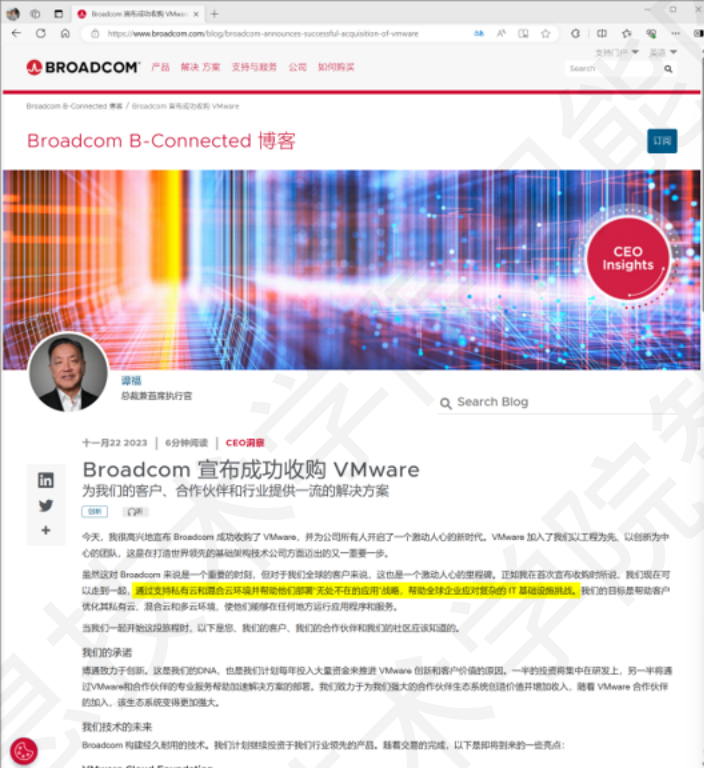 Broadcom 宣布成功收购 VMware
https://www.broadcom.com/blog/broadcom-announces-successful-acquisition-of-vmware
支持门户 英语
BROADCOM 产品 解决 方案 支持与服务 公司 如何购买
Search
Broadcom B-Connected 博客 / Broadcom 宣布成功收购 VMware
Broadcom B-Connected 博客
订阅
CEO
Insights
谭福
总裁兼首席执行官
Search Blog
十一月22 2023 | 6分钟阅读 | CEO洞察
Broadcom 宣布成功收购 VMware
为我们的客户、合作伙伴和行业提供一流的解决方案
创新
今天，我很高兴地宣布 Broadcom 成功收购了 VMware，并为公司所有人开启了一个激动人心的新时代。VMware 加入了我们以工程为先、以创新为中
心的团队，这是在打造世界领先的基础架构技术公司方面迈出的又一重要一步。
虽然这对 Broadcom 来说是一个重要的时刻，但对于我们全球的客户来说，这也是一个激动人心的里程碑。正如我在首次宣布收购时所说，我们现在可
以走到一起，通过支持私有云和混合云环境并帮助他们部署"无处不在的应用"战略，帮助全球企业应对复杂的 IT 基础设施挑战。我们的目标是帮助客户
优化其私有云、混合云和多云环境，使他们能够在任何地方运行应用程序和服务。
当我们一起开始这段旅程时，以下是您、我们的客户、我们的合作伙伴和我们的社区应该知道的。
我们的承诺
博通致力于创新。这是我们的DNA，也是我们计划每年投入大量资金来推进 VMware 创新和客户价值的原因。一半的投资将集中在研发上，另一半将通
过VMware和合作伙伴的专业服务帮助加速解决方案的部署。我们致力于为我们强大的合作伙伴生态系统创造价值并增加收入，随着 VMware 合作伙伴
的加入，该生态系统变得更加强大。
我们技术的未来
Broadcom 构建经久耐用的技术。我们计划继续投资于我们行业领先的产品。随着交易的完成，以下是即将到来的一些亮点：
VMware Cloud Foundation